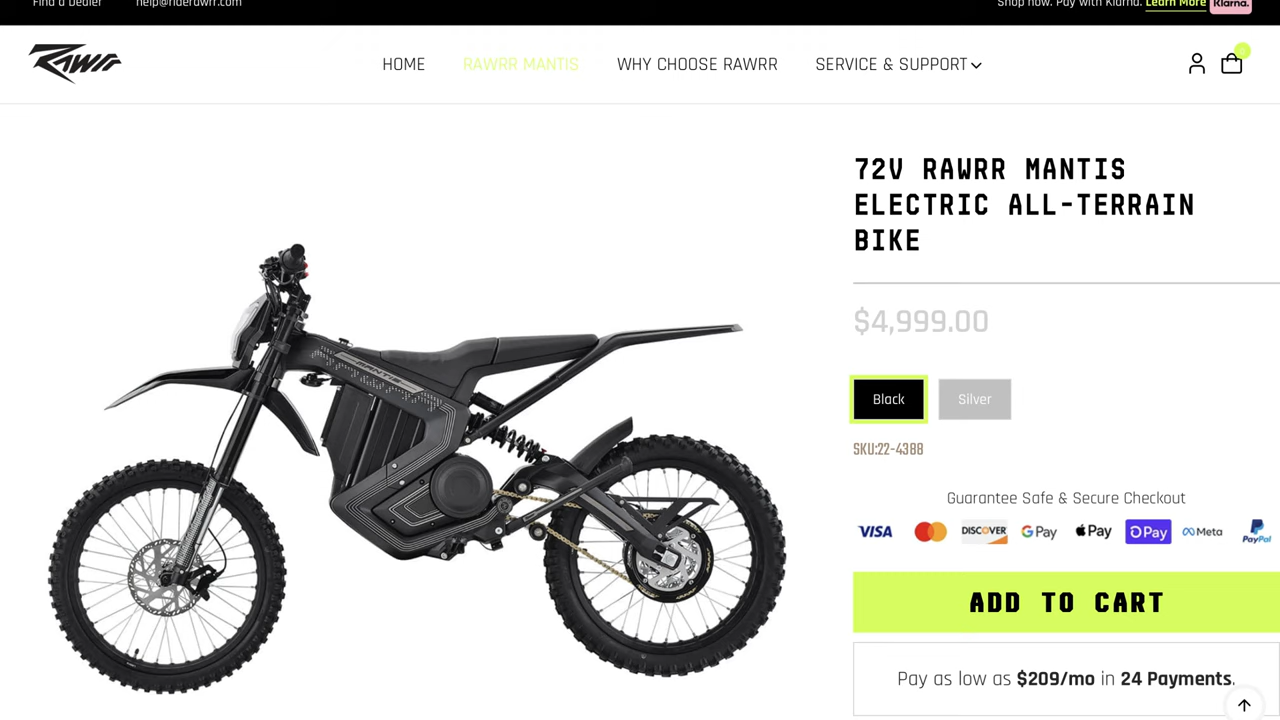 Find a Dealer
help@riderawrr.com
Shop now. Pay with Klarna. Learn More
Klarna.
RAWRR
HOME
RAWRR MANTIS
WHY CHOOSE RAWRR
SERVICE & SUPPORT
72V RAWRR MANTIS
ELECTRIC ALL-TERRAIN
BIKE
$4,999.00
MANTIS
Black
Silver
SKU:22-4388
Guarantee Safe & Secure Checkout
VISA
DISCOVER
G Pay
Pay
Pay
Meta
PayPal
ADD TO CART
Pay as low as $209/mo in 24 Payments.